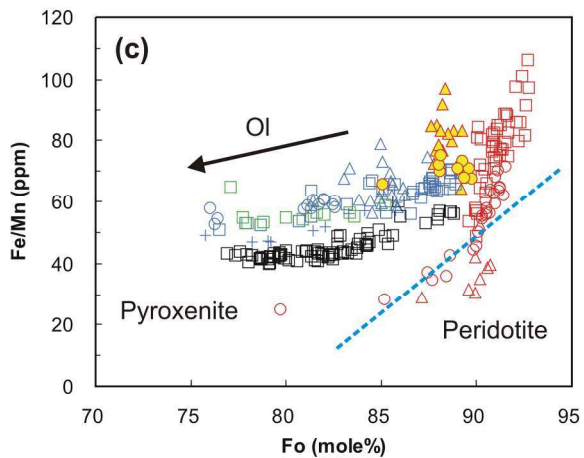 (c)
Fe/Mn (ppm)
120
100
80
60
40
20
0
Ol
Pyroxenite
Peridotite
70 75 80 85 90 95
Fo (mole%)